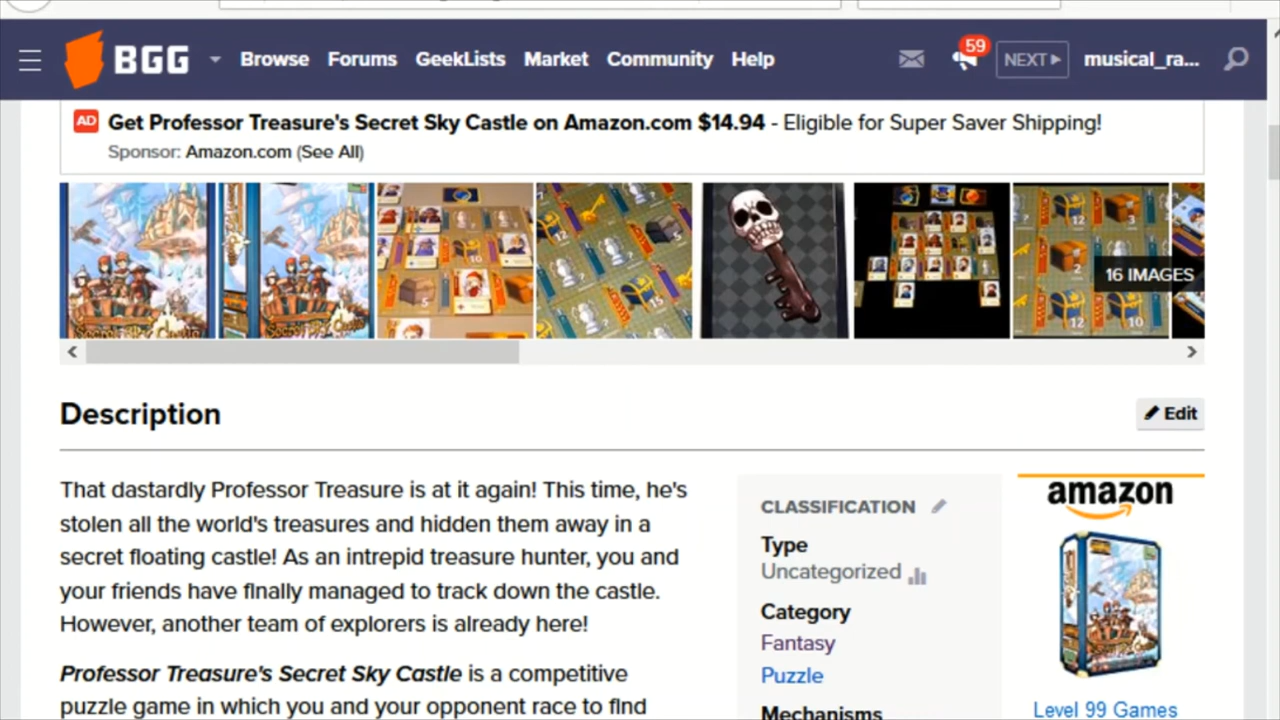 BGG Browse Forums GeekLists Market Community Help 59 NEXT musical_ra...
AD Get Professor Treasure's Secret Sky Castle on Amazon.com $14.94 - Eligible for Super Saver Shipping!
Sponsor: Amazon.com (See All)
16 IMAGES
Description
Edit
That dastardly Professor Treasure is at it again! This time, he's
stolen all the world's treasures and hidden them away in a
secret floating castle! As an intrepid treasure hunter, you and
your friends have finally managed to track down the castle.
However, another team of explorers is already here!
Professor Treasure's Secret Sky Castle is a competitive
puzzle game in which you and your opponent race to find
CLASSIFICATION
Type
Uncategorized
Category
Fantasy
Puzzle
Mechanisms
amazon
Level 99 Games